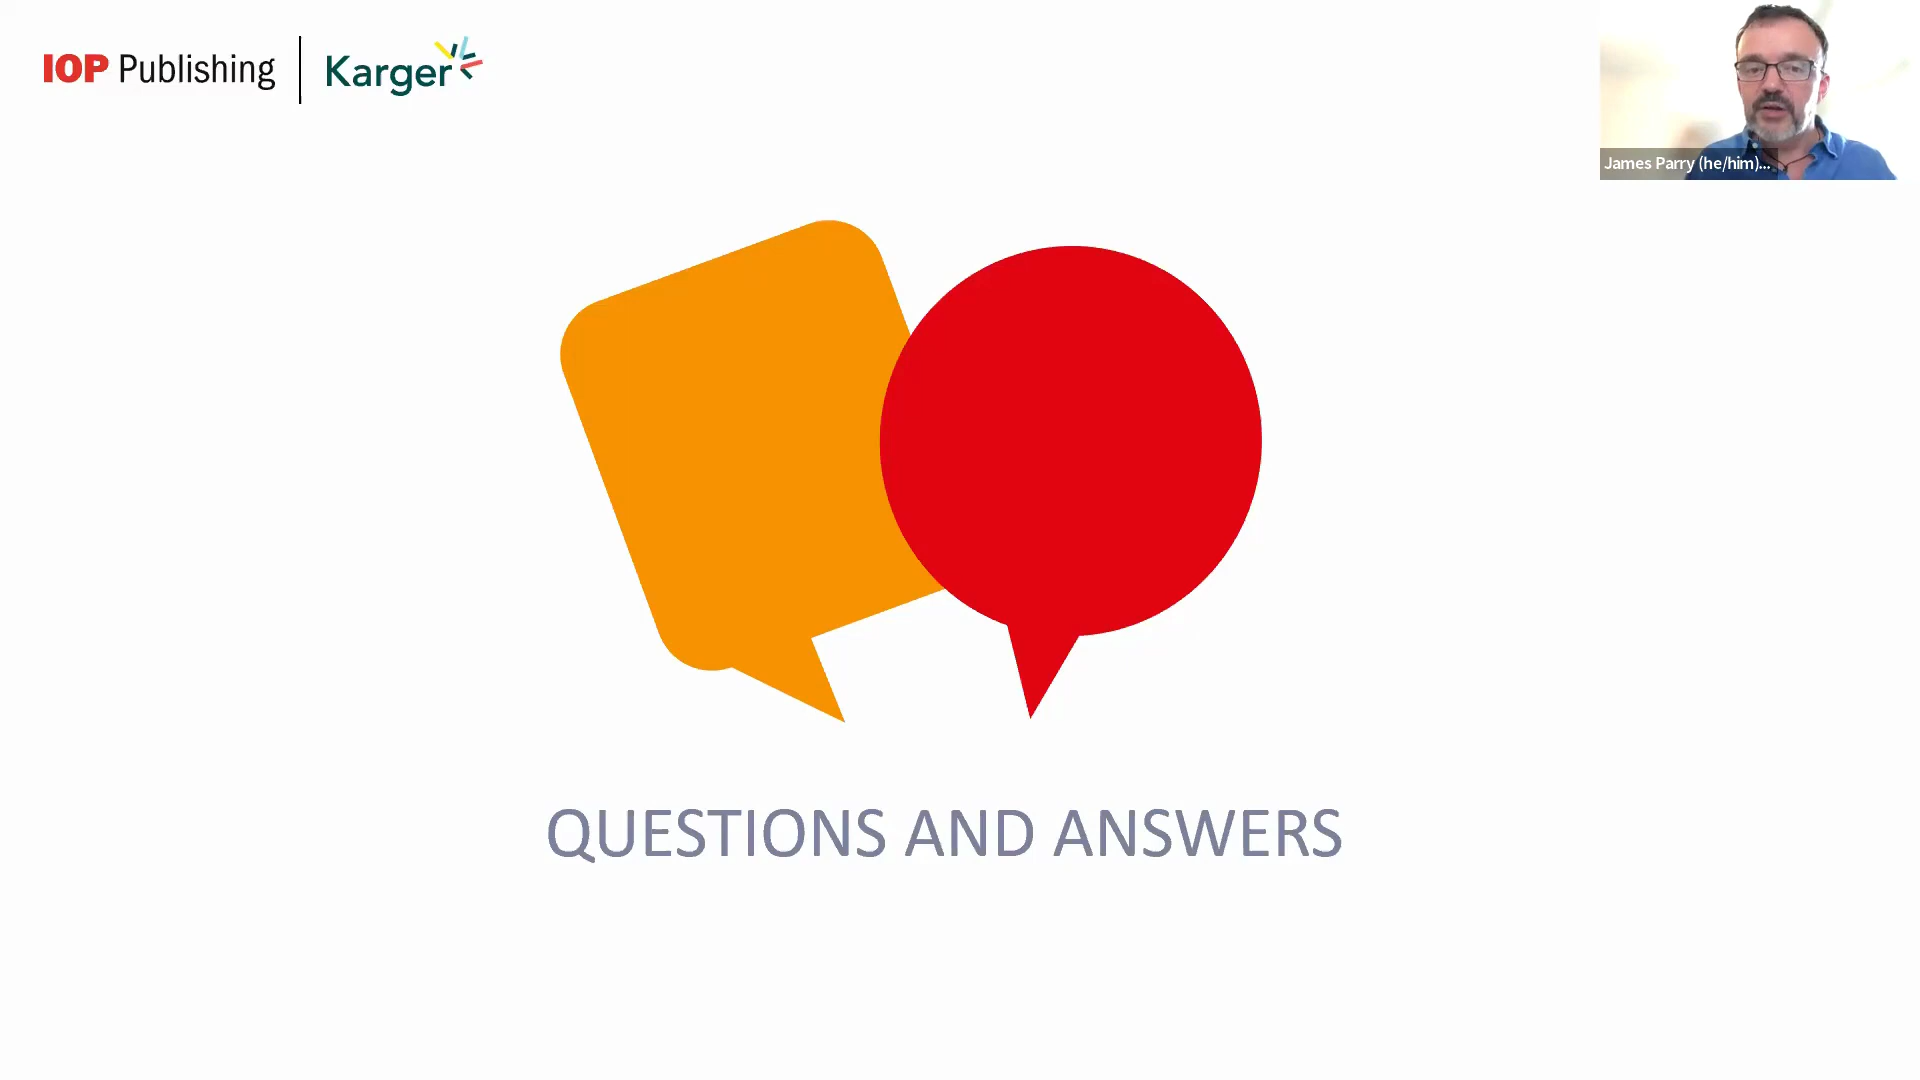 IOP Publishing
Karger
James Parry (he/him)...
QUESTIONS AND ANSWERS